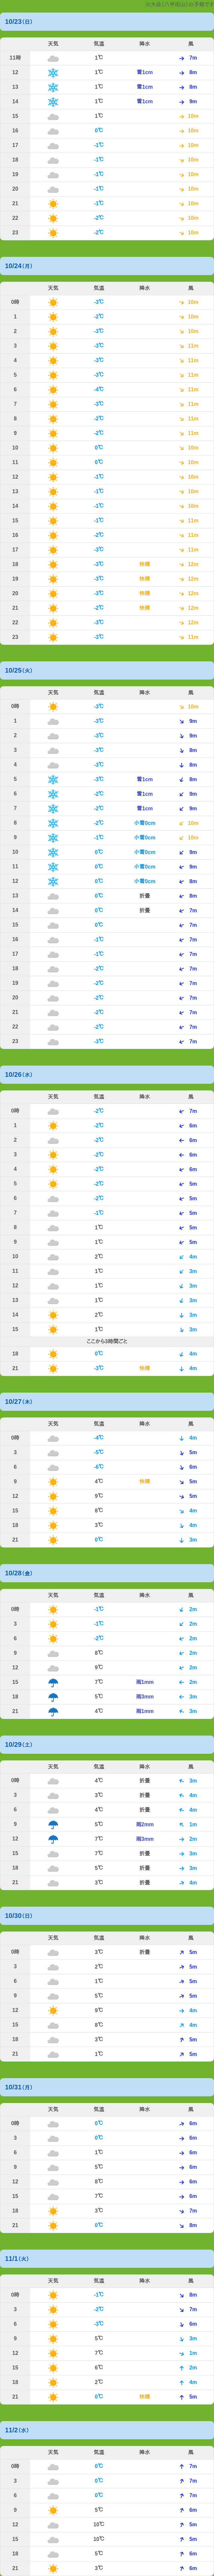 10/23(日)
天気 気温 降水 風
11時 1℃ 7m
12 1℃ 雪1cm 8m
13 1℃ 雪1cm 8m
14 1℃ 雪1cm 9m
15 1℃ 10m
16 0℃ 10m
17 -1℃ 10m
18 -1℃ 10m
19 -1℃ 10m
20 -1℃ 10m
21 -1℃ 10m
22 -2℃ 10m
23 -2℃ 10m
10/24(月)
天気 気温 降水 風
0時 -3℃ 10m
1 -2℃ 10m
2 -3℃ 10m
3 -3℃ 11m
4 -3℃ 11m
5 -3℃ 11m
6 -4℃ 11m
7 -3℃ 11m
8 -2℃ 11m
9 -2℃ 11m
10 0℃ 10m
11 0℃ 10m
12 -1℃ 10m
13 -1℃ 10m
14 -1℃ 10m
15 -1℃ 11m
16 -2℃ 11m
17 -3℃ 11m
18 -3℃ 快晴 12m
19 -3℃ 快晴 12m
20 -3℃ 快晴 12m
21 -2℃ 快晴 12m
22 -3℃ 12m
23 -3℃ 11m
10/25(火)
天気 気温 降水 風
0時 -3℃ 10m
1 -3℃ 9m
2 -3℃ 9m
3 -3℃ 8m
4 -3℃ 8m
5 -3℃ 雪1cm 8m
6 -2℃ 雪1cm 9m
7 -2℃ 雪1cm 9m
8 -2℃ 小雪0cm 10m
9 -1℃ 小雪0cm 10m
10 0℃ 小雪0cm 9m
11 0℃ 小雪0cm 9m
12 0℃ 小雪0cm 8m
13 0℃ 折畳 8m
14 0℃ 折畳 7m
15 0℃ 7m
16 -1℃ 7m
17 -1℃ 7m
18 -2℃ 7m
19 -2℃ 7m
20 -2℃ 7m
21 -2℃ 7m
22 -2℃ 7m
23 -3℃ 7m
10/26(水)
天気 気温 降水 風
0時 -2℃ 7m
1 -2℃ 6m
2 -2℃ 6m
3 -2℃ 6m
4 -2℃ 6m
5 -2℃ 5m
6 -2℃ 5m
7 -1℃ 5m
8 1℃ 5m
9 1℃ 5m
10 2℃ 4m
11 1℃ 3m
12 1℃ 3m
13 1℃ 3m
14 2℃ 3m
15 1℃ 3m
ここから3時間ごと
18 0℃ 4m
21 -3℃ 快晴 4m
10/27(木)
天気 気温 降水 風
0時 -4℃ 4m
3 -5℃ 5m
6 -6℃ 6m
9 4℃ 快晴 5m
12 9℃ 5m
15 8℃ 4m
18 3℃ 4m
21 0℃ 3m
10/28(金)
天気 気温 降水 風
0時 -1℃ 2m
3 -1℃ 2m
6 -2℃ 2m
9 8℃ 2m
12 9℃ 2m
15 7℃ 雨1mm 2m
18 5℃ 雨3mm 3m
21 4℃ 雨1mm 3m
10/29(土)
天気 気温 降水 風
0時 4℃ 折畳 3m
3 3℃ 折畳 4m
6 4℃ 折畳 4m
9 5℃ 雨2mm 1m
12 7℃ 雨3mm 2m
15 7℃ 折畳 3m
18 5℃ 折畳 3m
21 3℃ 折畳 4m
10/30(日)
天気 気温 降水 風
0時 3℃ 折畳 5m
3 2℃ 5m
6 1℃ 5m
9 5℃ 5m
12 9℃ 4m
15 8℃ 4m
18 3℃ 5m
21 1℃ 5m
10/31(月)
天気 気温 降水 風
0時 0℃ 6m
3 0℃ 6m
6 1℃ 6m
9 5℃ 6m
12 8℃ 6m
15 7℃ 6m
18 3℃ 7m
21 0℃ 8m
11/1(火)
天気 気温 降水 風
0時 -1℃ 8m
3 -2℃ 7m
6 -3℃ 6m
9 5℃ 3m
12 7℃ 1m
15 6℃ 2m
18 2℃ 4m
21 0℃ 快晴 5m
11/2(水)
天気 気温 降水 風
0時 0℃ 7m
3 0℃ 7m
6 0℃ 7m
9 5℃ 6m
12 10℃ 5m
15 10℃ 5m
18 5℃ 6m
21 3℃ 6m